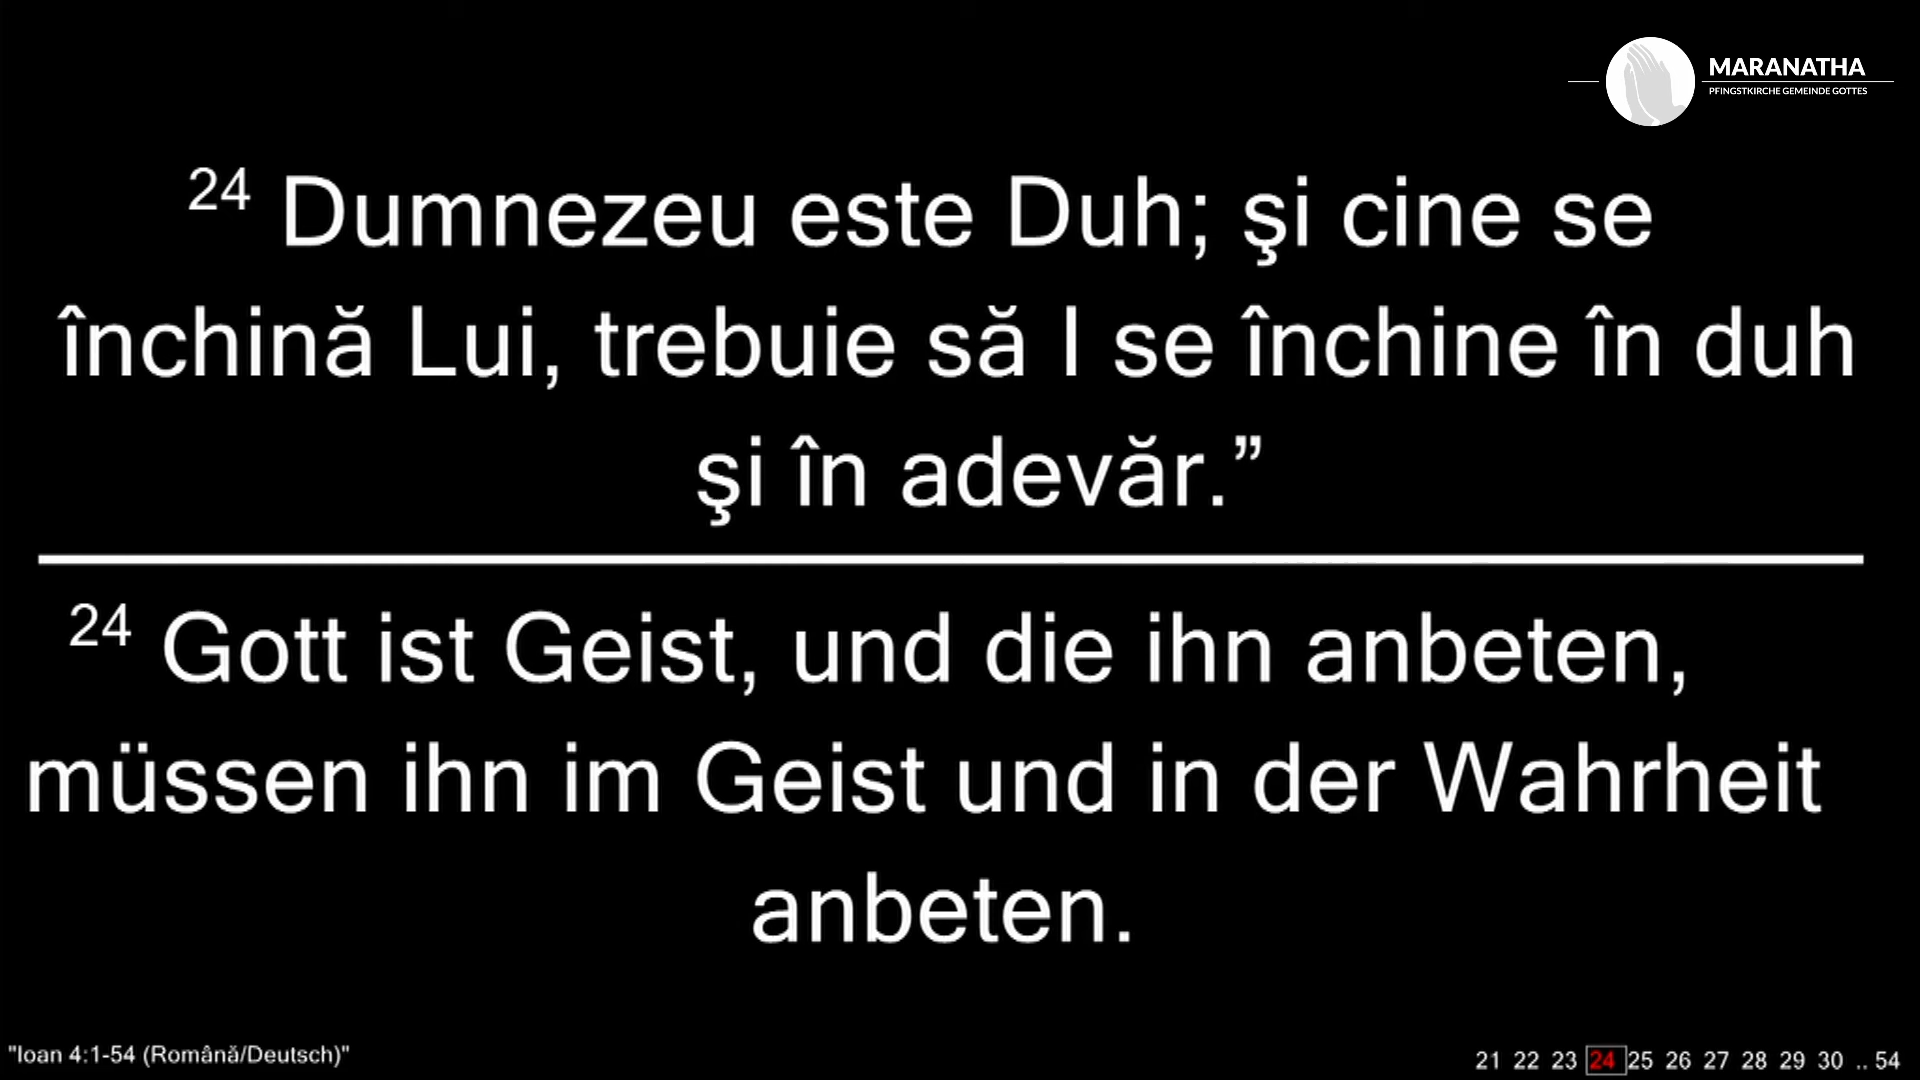 MARANATHA
PFINGSTKIRCHE GEMEINDE GOTTES
24 Dumnezeu este Duh; şi cine se
închină Lui, trebuie să I se închine în duh
şi în adevăr.”
24 Gott ist Geist, und die ihn anbeten,
müssen ihn im Geist und in der Wahrheit
anbeten.
"Ioan 4:1-54 (Română/Deutsch)"
21 22 23 24 25 26 27 28 29 30 .. 54